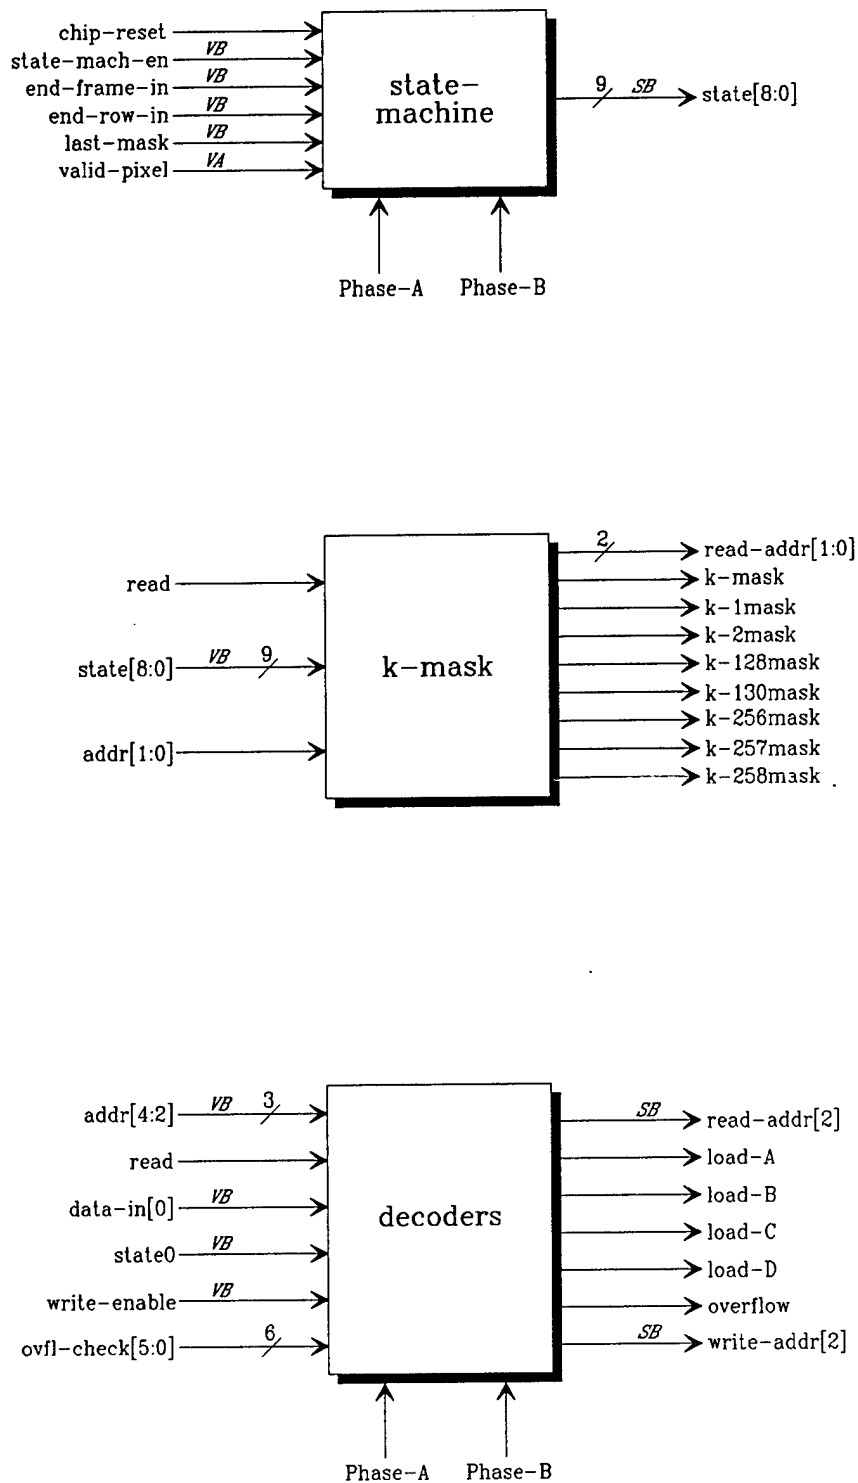 chip-reset
state-mach-en VB
end-frame-in VB
end-row-in VB
last-mask VB
valid-pixel VA
state-
machine
9 SB state[8:0]
Phase-A Phase-B
read
state[8:0] VB 9
addr[1:0]
k-mask
2 read-addr[1:0]
k-mask
k-1mask
k-2mask
k-128mask
k-130mask
k-256mask
k-257mask
k-258mask
addr[4:2] VB 3
read
data-in[0] VB
state0 VB
write-enable VB
ovfl-check[5:0] 6
decoders
SB read-addr[2]
load-A
load-B
load-C
load-D
overflow
SB write-addr[2]
Phase-A Phase-B